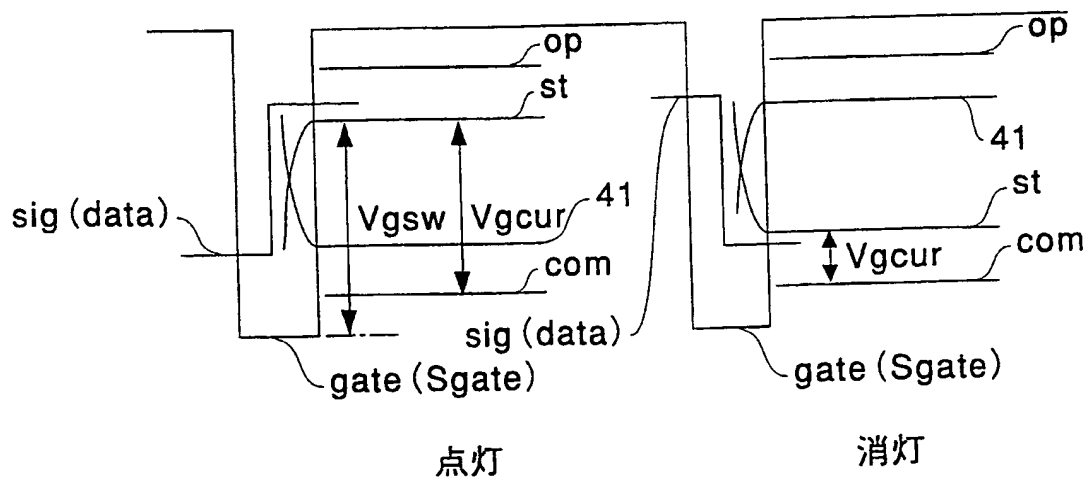 op
st
41
sig (data)
Vgsw
Vgcur
com
gate (Sgate)
点灯
op
41
st
com
Vgcur
sig (data)
gate (Sgate)
消灯